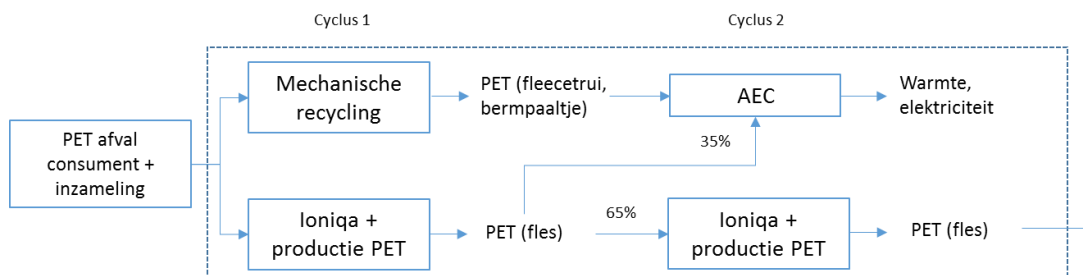 Cyclus 1
Cyclus 2
Mechanische
recycling
PET (fleecetrui,
bermpaaltje)
AEC
Warmte,
elektriciteit
PET afval
consument +
inzameling
35%
Ioniqa +
productie PET
PET (fles)
65%
Ioniqa +
productie PET
PET (fles)